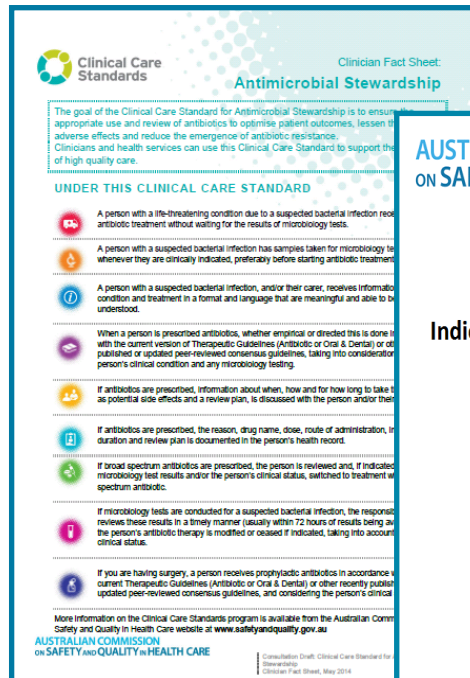 Clinical Care
Standards
Clinician Fact Sheet:
Antimicrobial Stewardship
The goal of the Clinical Care Standard for Antimicrobial Stewardship is to ensure the
appropriate use and review of antibiotics to optimise patient outcomes, lessen th
adverse effects and reduce the emergence of antibiotic resistance.
Clinicians and health services can use this Clinical Care Standard to support the
of high quality care.
UNDER THIS CLINICAL CARE STANDARD
A person with a life-threatening condition due to a suspected bacterial infection rece
antibiotic treatment without waiting for the results of microbiology tests.
A person with a suspected bacterial infection has samples taken for microbiology te
whenever they are clinically indicated, preferably before starting antibiotic treatment
A person with a suspected bacterial infection, and/or their carer, receives informatio
condition and treatment in a format and language that are meaningful and able to b
understood.
When a person is prescribed antibiotics, whether empirical or directed this is done i
with the current version of Therapeutic Guidelines (Antibiotic or Oral & Dental) or ot
published or updated peer-reviewed consensus guidelines, taking into consideration
person's clinical condition and any microbiology testing.
If antibiotics are prescribed, information about when, how and for how long to take t
as potential side effects and a review plan, is discussed with the person and/or their
If antibiotics are prescribed, the reason, drug name, dose, route of administration, in
duration and review plan is documented in the person's health record.
If broad spectrum antibiotics are prescribed, the person is reviewed and, if indicated
microbiology test results and/or the person's clinical status, switched to treatment w
spectrum antibiotic.
If microbiology tests are conducted for a suspected bacterial infection, the responsib
reviews these results in a timely manner (usually within 72 hours of results being av
the person's antibiotic therapy is modified or ceased if indicated, taking into account
clinical status.
If you are having surgery, a person receives prophylactic antibiotics in accordance w
current Therapeutic Guidelines (Antibiotic or Oral & Dental) or other recently publish
updated peer-reviewed consensus guidelines, and considering the person's clinical
More information on the Clinical Care Standards program is available from the Australian Comm
Safety and Quality in Health Care website at www.safetyandquality.gov.au
AUSTRALIAN COMMISSION
ON SAFETY AND QUALITY IN HEALTH CARE
Consultation Draft: Clinical Care Standard for
Stewardship
Clinician Fact Sheet, May 2014
AUST
ON SAF
Indic